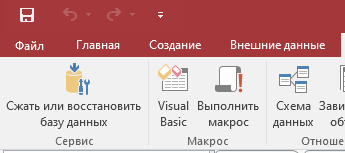 Файл Главная Создание Внешние данные
Сжать или восстановить Visual Выполнить Схема
базу данных Basic макрос данных
Сервис Макрос